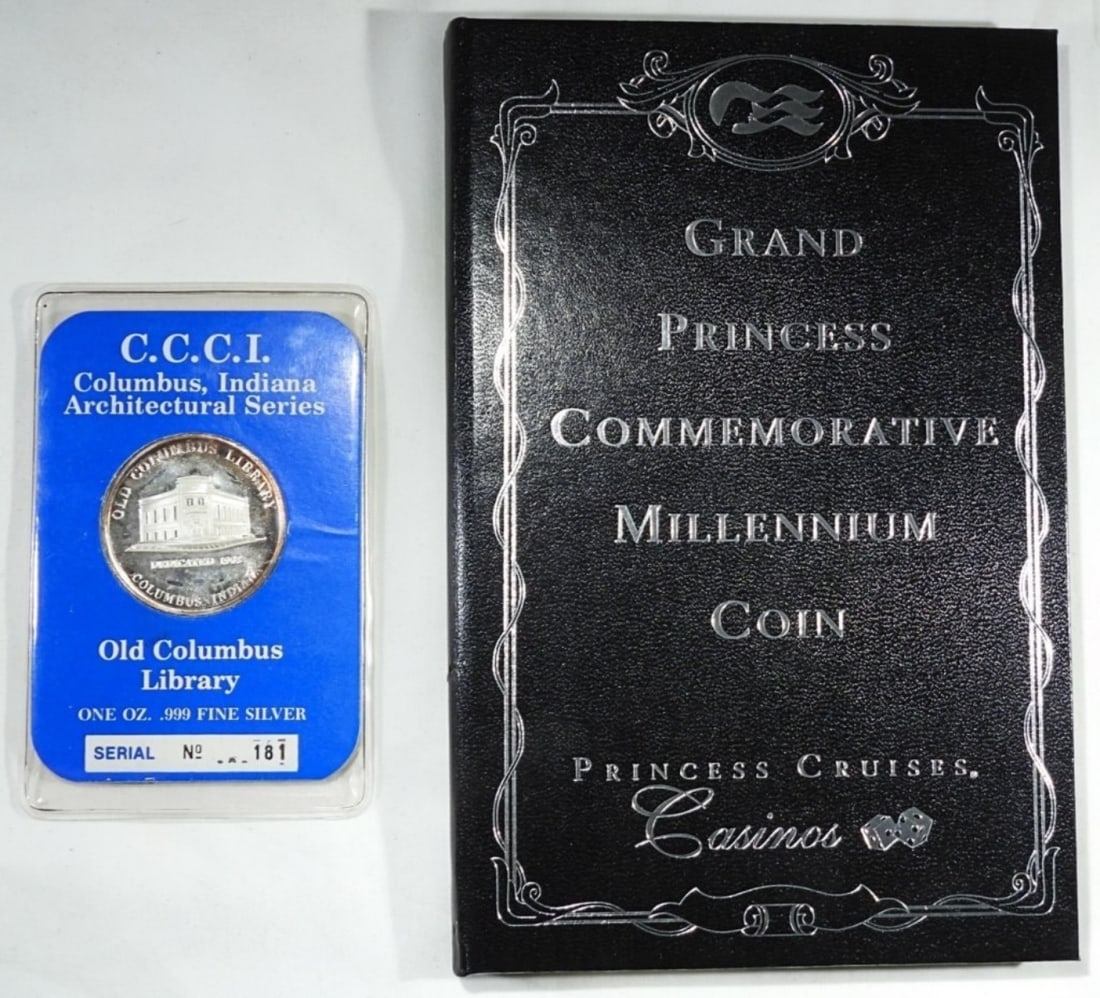 C.C.C.I.
Columbus, Indiana
Architectural Series
OLD COLUMBUS LIBRARY
DEDICATED
COLUMBUS, INDIANA
Old Columbus
Library
ONE OZ. .999 FINE SILVER
SERIAL Nº 181
GRAND
PRINCESS
COMMEMORATIVE
MILLENNIUM
COIN
PRINCESS CRUISES®
Casinos